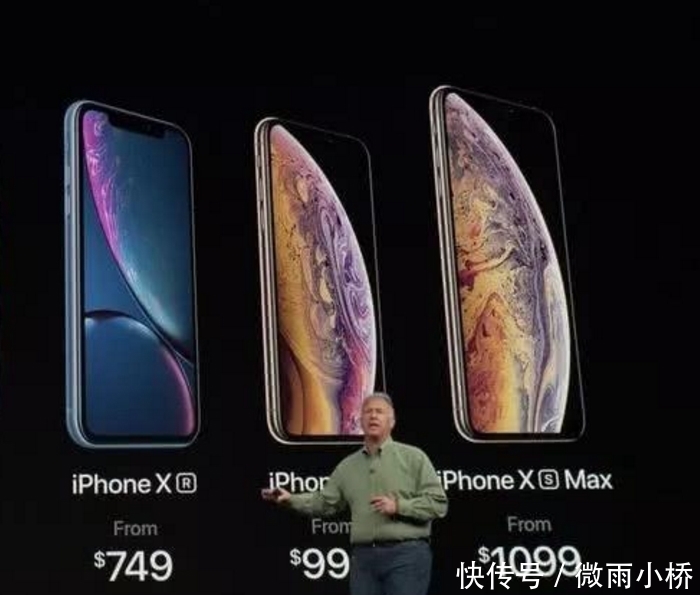 iPhone XR
iPhon
iPhone XS Max
From
From
From
$749
$99
$1099
快传号 / 微雨小桥